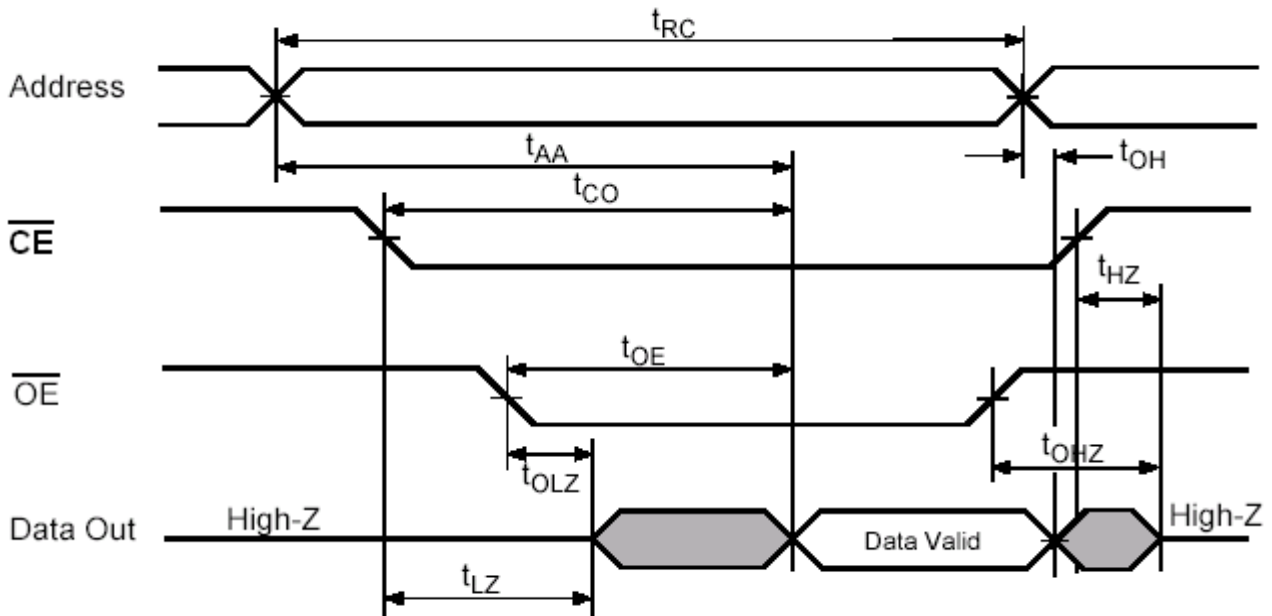 tRC
Address
tAA
tOH
tCO
CE
tHZ
tOE
OE
tOLZ
tOHZ
High-Z
Data Out
Data Valid
High-Z
tLZ